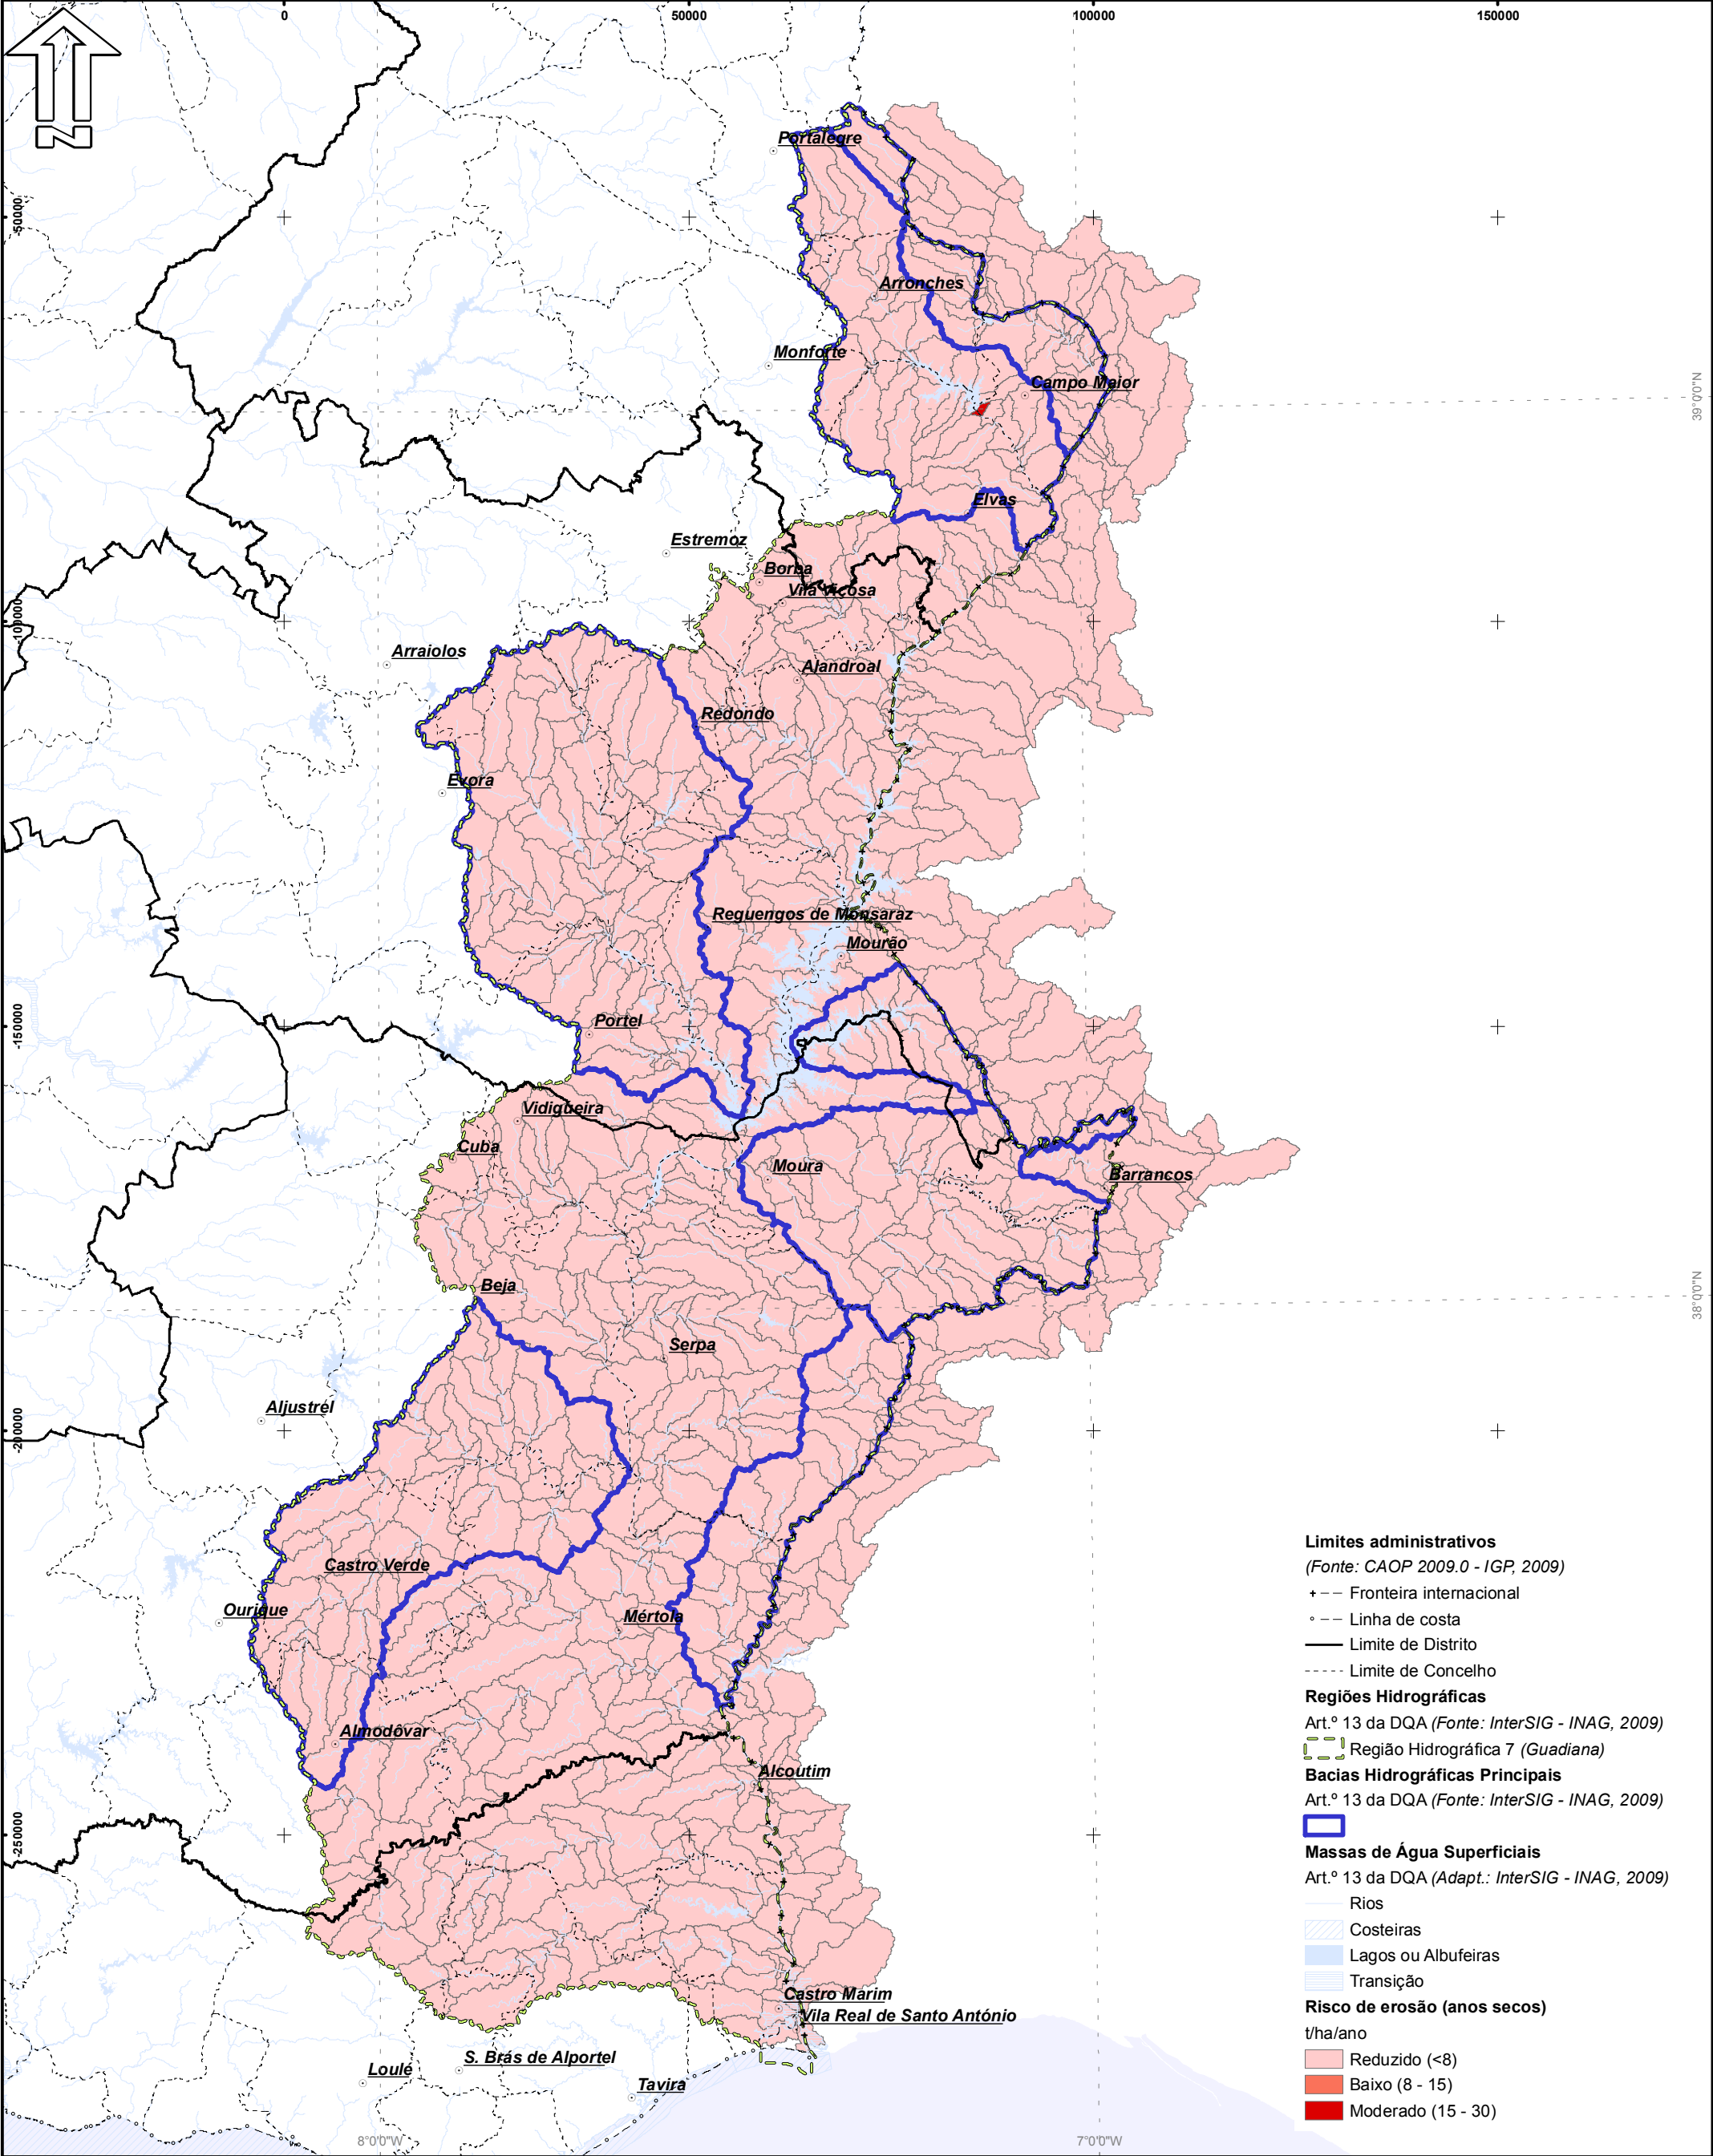 0
50000
100000
150000
N
Portalegre
-50000
Arronches
Monforte
Campo Maior
39°0'0"N
Elvas
Estremoz
Borba
Vila Viçosa
-100000
Arraiolos
Alandroal
Redondo
Evora
Reguengos de Monsaraz
Mourão
-150000
Portel
Vidigueira
Cuba
Moura
Barrancos
Beja
38°0'0"N
Serpa
Aljustrel
-200000
Castro Verde
Ourique
Mértola
Almodôvar
Alcoutim
-250000
Castro Marim
Vila Real de Santo António
S. Brás de Alportel
Loulé
Tavira
8°0'0"W
7°0'0"W
Limites administrativos
(Fonte: CAOP 2009.0 - IGP, 2009)
Fronteira internacional
Linha de costa
Limite de Distrito
Limite de Concelho
Regiões Hidrográficas
Art.º 13 da DQA (Fonte: InterSIG - INAG, 2009)
Região Hidrográfica 7 (Guadiana)
Bacias Hidrográficas Principais
Art.º 13 da DQA (Fonte: InterSIG - INAG, 2009)
Massas de Água Superficiais
Art.º 13 da DQA (Adapt.: InterSIG - INAG, 2009)
Rios
Costeiras
Lagos ou Albufeiras
Transição
Risco de erosão (anos secos)
t/ha/ano
Reduzido (<8)
Baixo (8 - 15)
Moderado (15 - 30)